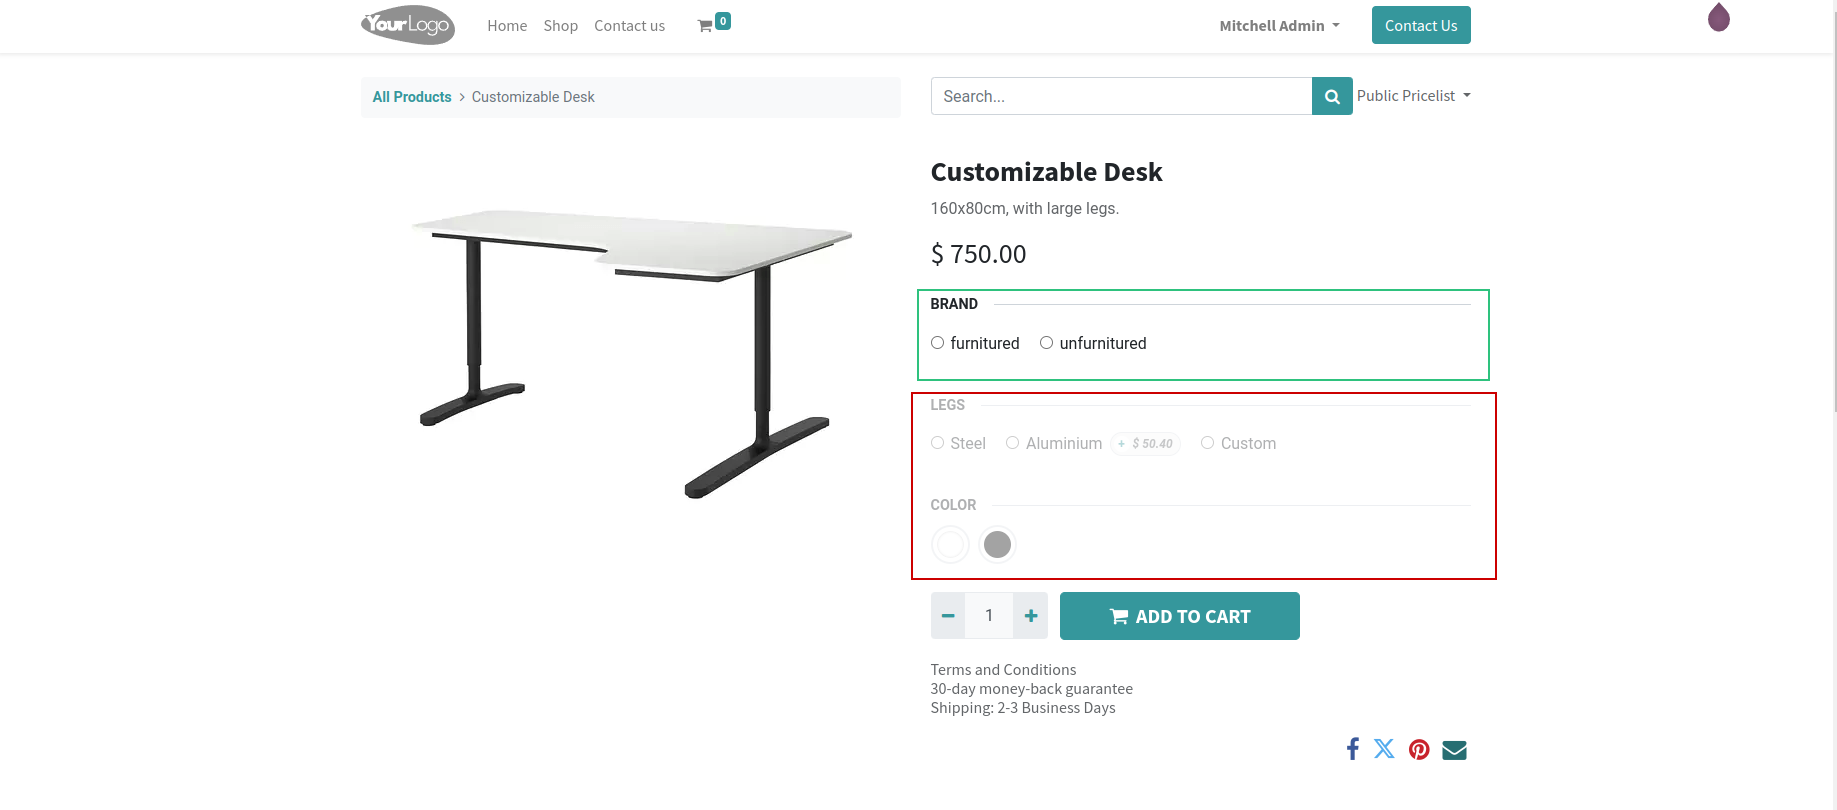 YourLogo
Home Shop Contact us 0
Mitchell Admin
Contact Us
All Products > Customizable Desk
Search...
Public Pricelist
Customizable Desk
160x80cm, with large legs.
$ 750.00
BRAND
furnitured unfurnitured
LEGS
Steel Aluminium + $ 50.40 Custom
COLOR
1
ADD TO CART
Terms and Conditions
30-day money-back guarantee
Shipping: 2-3 Business Days